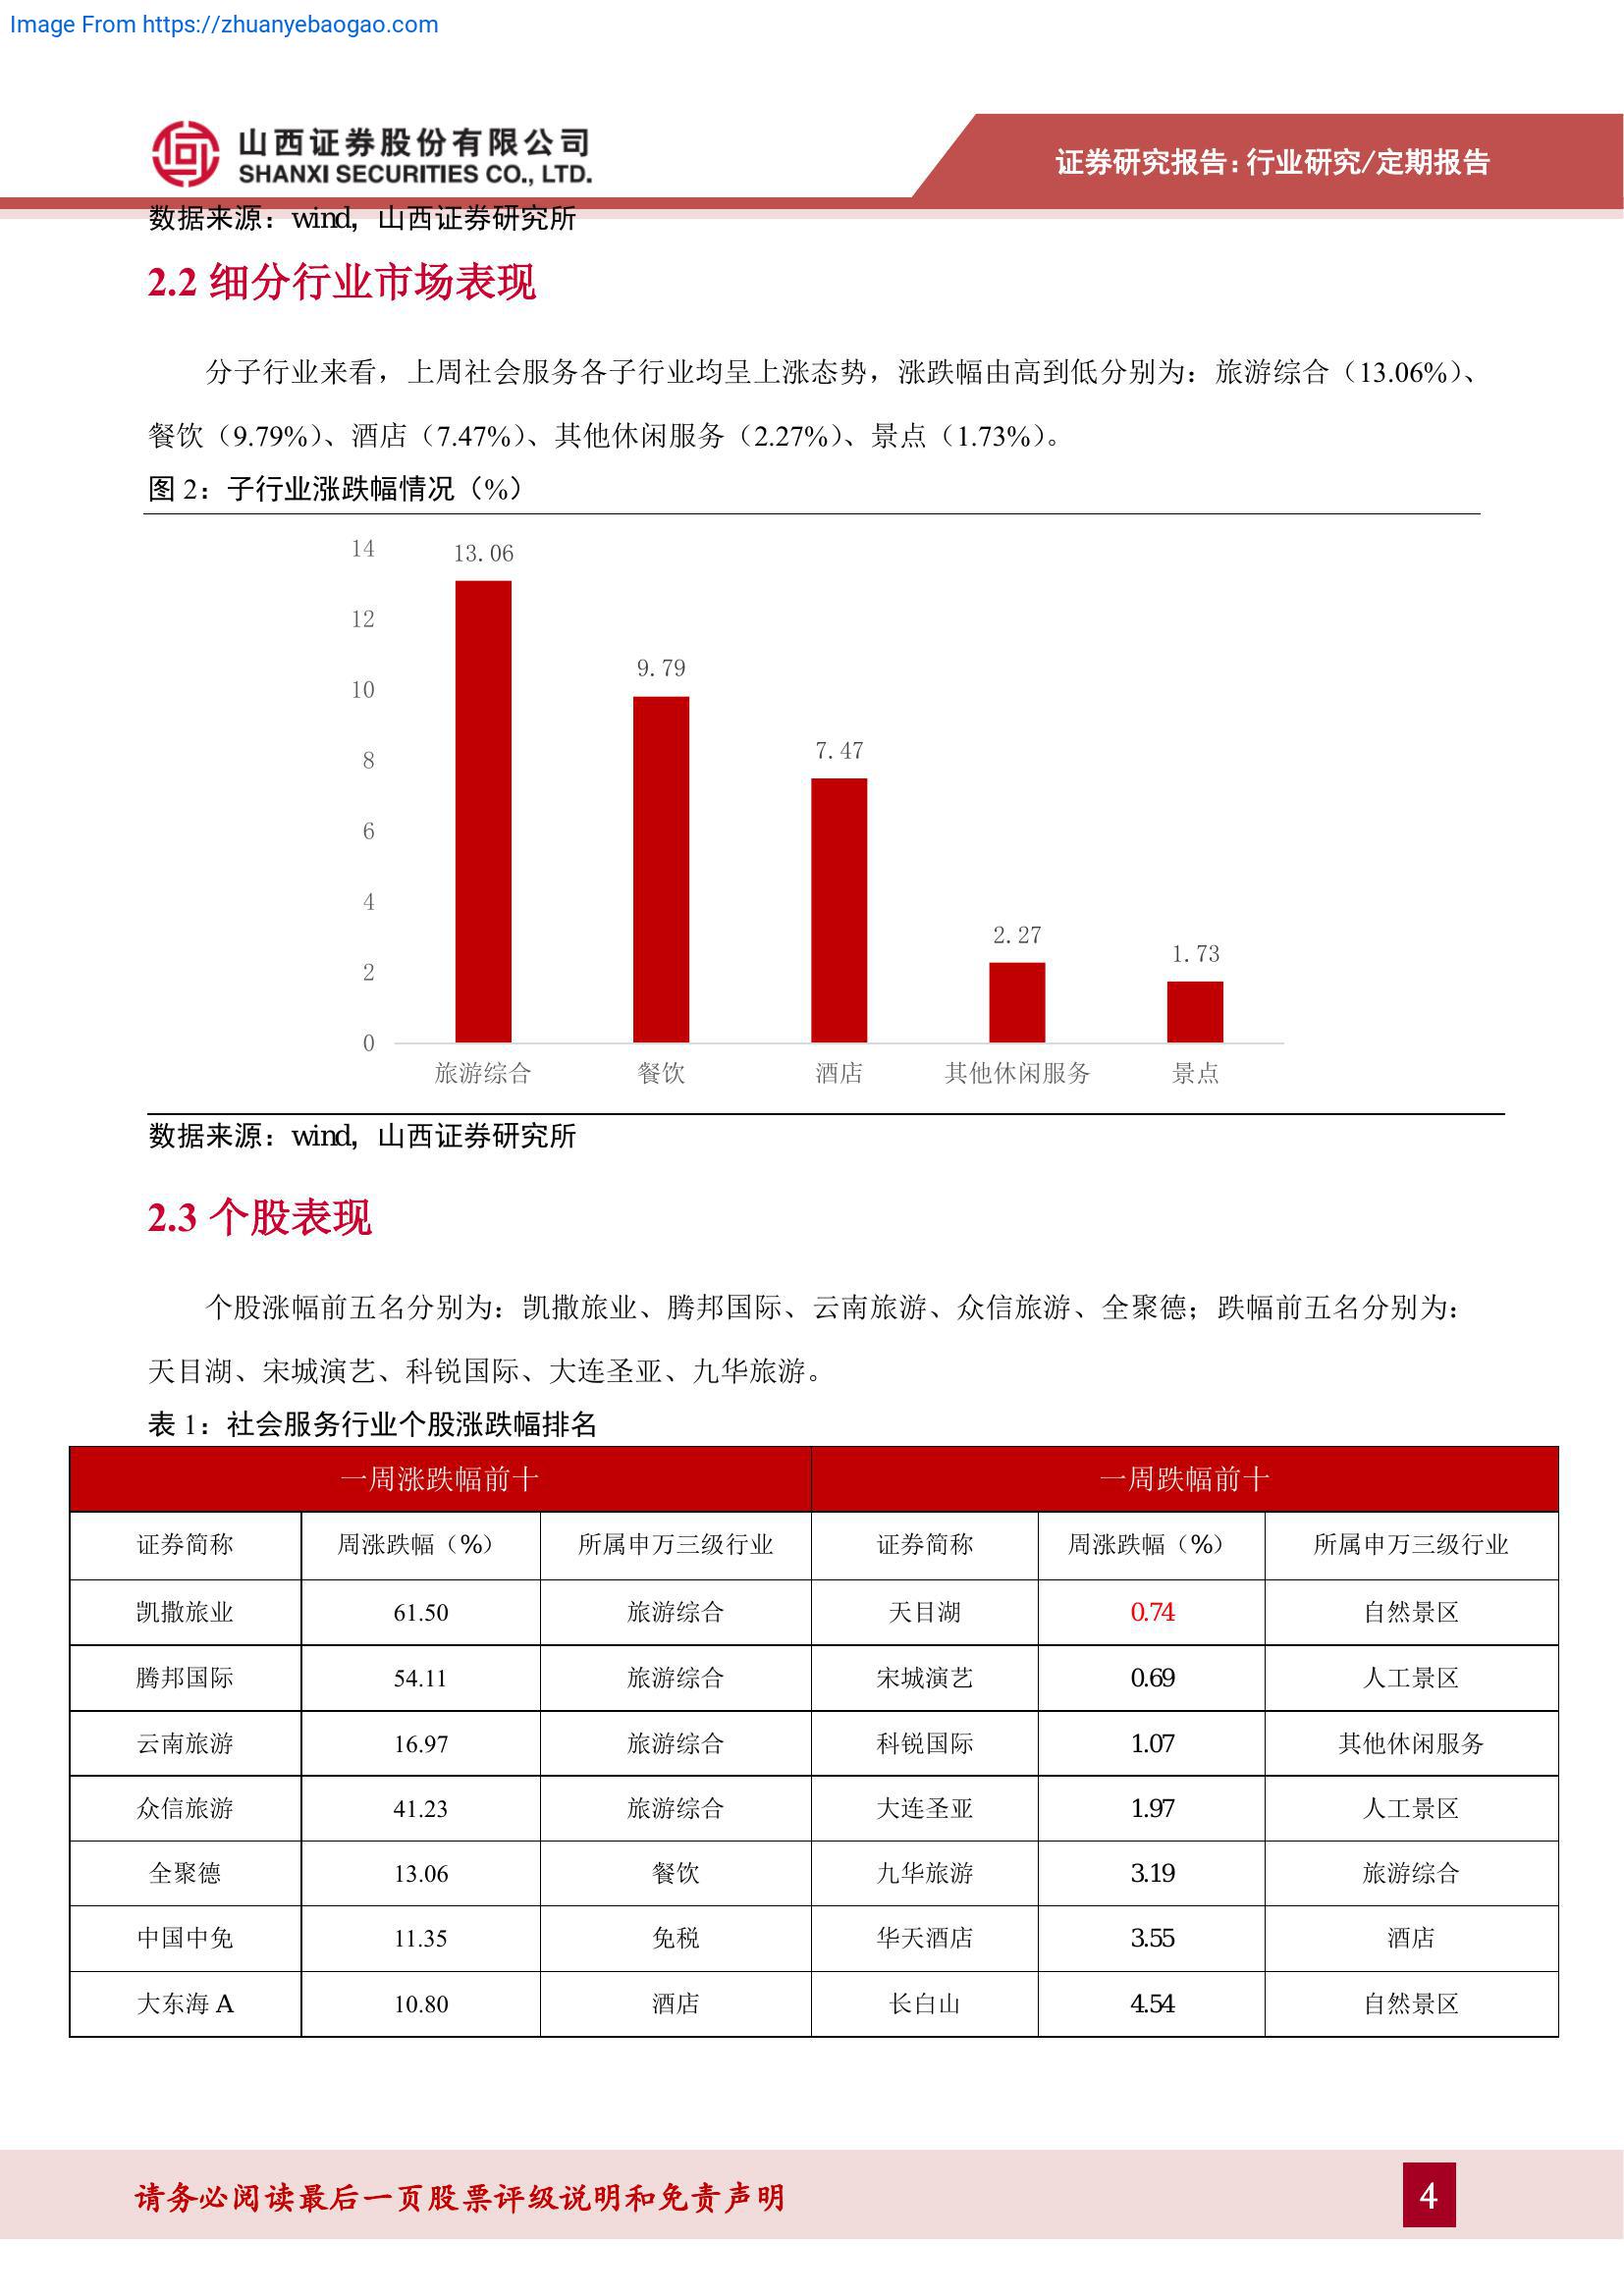 Image From https://zhuanyebaogao.com
山西证券股份有限公司
SHANXI SECURITIES CO., LTD.
证券研究报告:行业研究/定期报告
数据来源：wind，山西证券研究所
2.2 细分行业市场表现
分子行业来看，上周社会服务各子行业均呈上涨态势，涨跌幅由高到低分别为：旅游综合（13.06%）、
餐饮（9.79%）、酒店（7.47%）、其他休闲服务（2.27%）、景点（1.73%）。
图 2：子行业涨跌幅情况（%）
14
12
10
8
6
4
2
0
13.06
9.79
7.47
2.27
1.73
旅游综合 餐饮 酒店 其他休闲服务 景点
数据来源：wind，山西证券研究所
2.3 个股表现
个股涨幅前五名分别为：凯撒旅业、腾邦国际、云南旅游、众信旅游、全聚德；跌幅前五名分别为：
天目湖、宋城演艺、科锐国际、大连圣亚、九华旅游。
表 1：社会服务行业个股涨跌幅排名
一周涨跌幅前十 一周跌幅前十
证券简称 周涨跌幅（%） 所属申万三级行业 证券简称 周涨跌幅（%） 所属申万三级行业
凯撒旅业 61.50 旅游综合 天目湖 0.74 自然景区
腾邦国际 54.11 旅游综合 宋城演艺 0.69 人工景区
云南旅游 16.97 旅游综合 科锐国际 1.07 其他休闲服务
众信旅游 41.23 旅游综合 大连圣亚 1.97 人工景区
全聚德 13.06 餐饮 九华旅游 3.19 旅游综合
中国中免 11.35 免税 华天酒店 3.55 酒店
大东海 A 10.80 酒店 长白山 4.54 自然景区
请务必阅读最后一页股票评级说明和免责声明
4